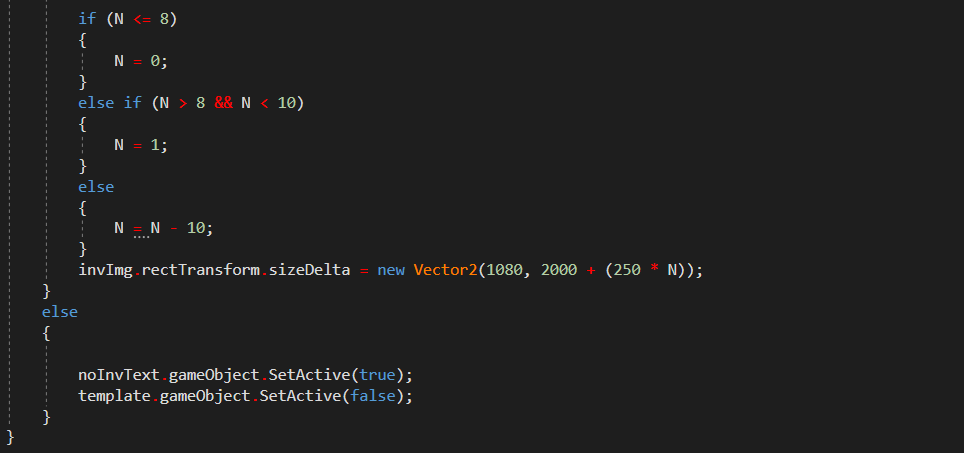 if (N <= 8)
{
N = 0;
}
else if (N > 8 && N < 10)
{
N = 1;
}
else
{
N = N - 10;
}
invImg.rectTransform.sizeDelta = new Vector2(1080, 2000 + (250 * N));
}
else
{
noInvText.gameObject.SetActive(true);
template.gameObject.SetActive(false);
}
}